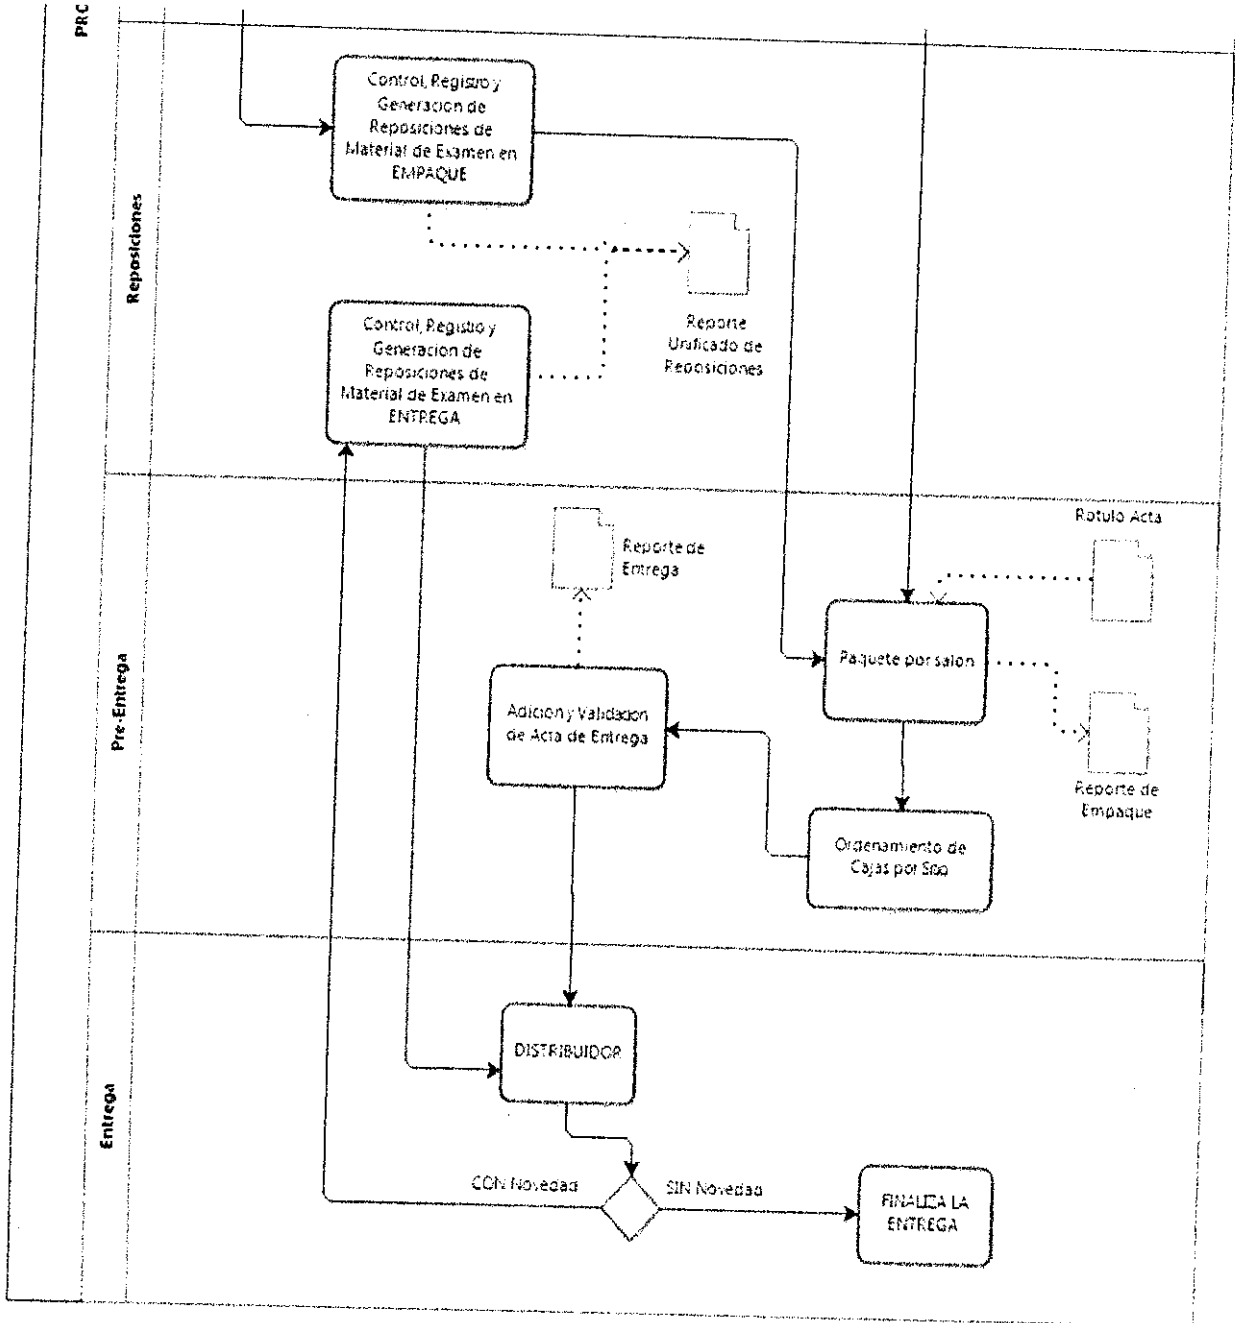 PRC
Reposiciones
Control, Registro y
Generacion de
Reposiciones de
Material de Examen en
EMPAQUE
Reporte
Unificado de
Reposiciones
Control, Registro y
Generacion de
Reposiciones de
Material de Examen en
ENTREGA
Pre-Entrega
Reporte de
Entrega
Rotulo Acta
Paquete por salon
Adicion y Validacion
de Acta de Entrega
Reporte de
Empaque
Ordenamiento de
Cajas por Sitio
Entrega
DISTRIBUIDOR
CON Novedad
SIN Novedad
FINALIZA LA
ENTREGA